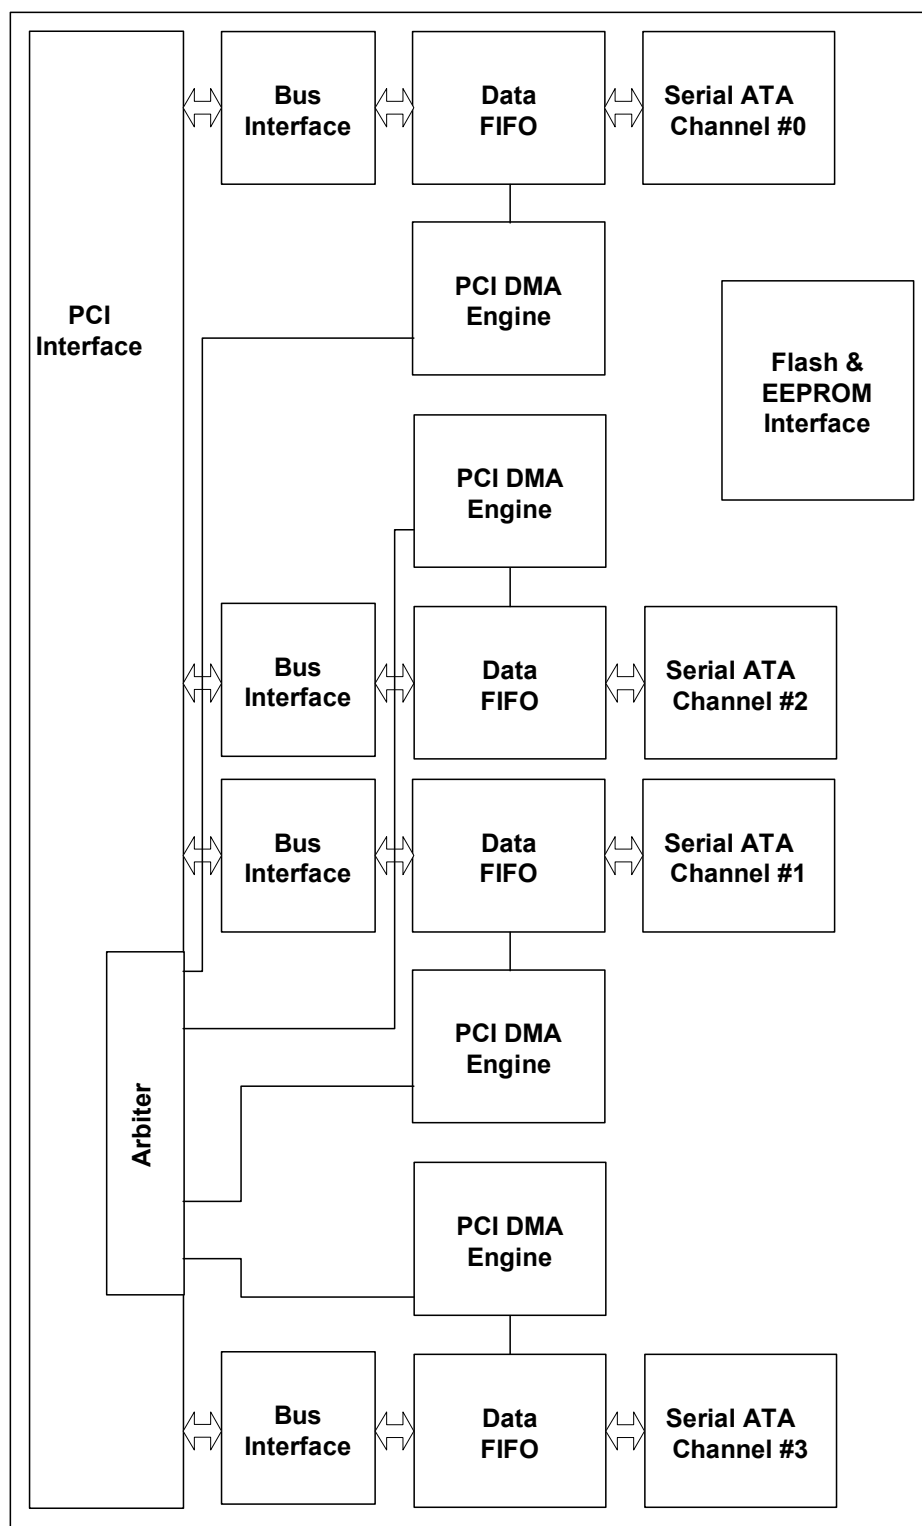 Bus
Interface
Data
FIFO
Serial ATA
Channel #0
PCI
Interface
PCI DMA
Engine
Flash &
EEPROM
Interface
PCI DMA
Engine
Bus
Interface
Data
FIFO
Serial ATA
Channel #2
Bus
Interface
Data
FIFO
Serial ATA
Channel #1
Arbiter
PCI DMA
Engine
PCI DMA
Engine
Bus
Interface
Data
FIFO
Serial ATA
Channel #3